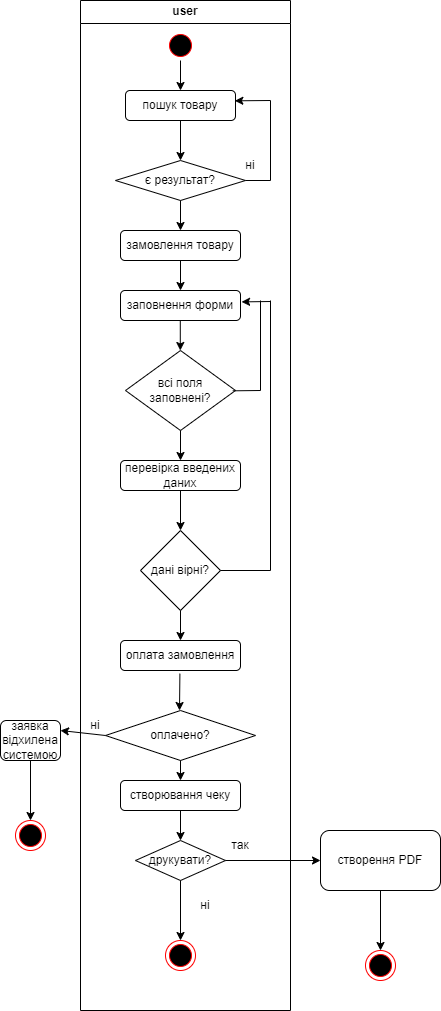 user
пошук товару
ні
є результат?
замовлення товару
заповнення форми
всі поля
заповнені?
перевірка введених
даних
дані вірні?
оплата замовлення
ні
заявка
відхилена
системою
оплачено?
створювання чеку
так
друкувати?
створення PDF
ні